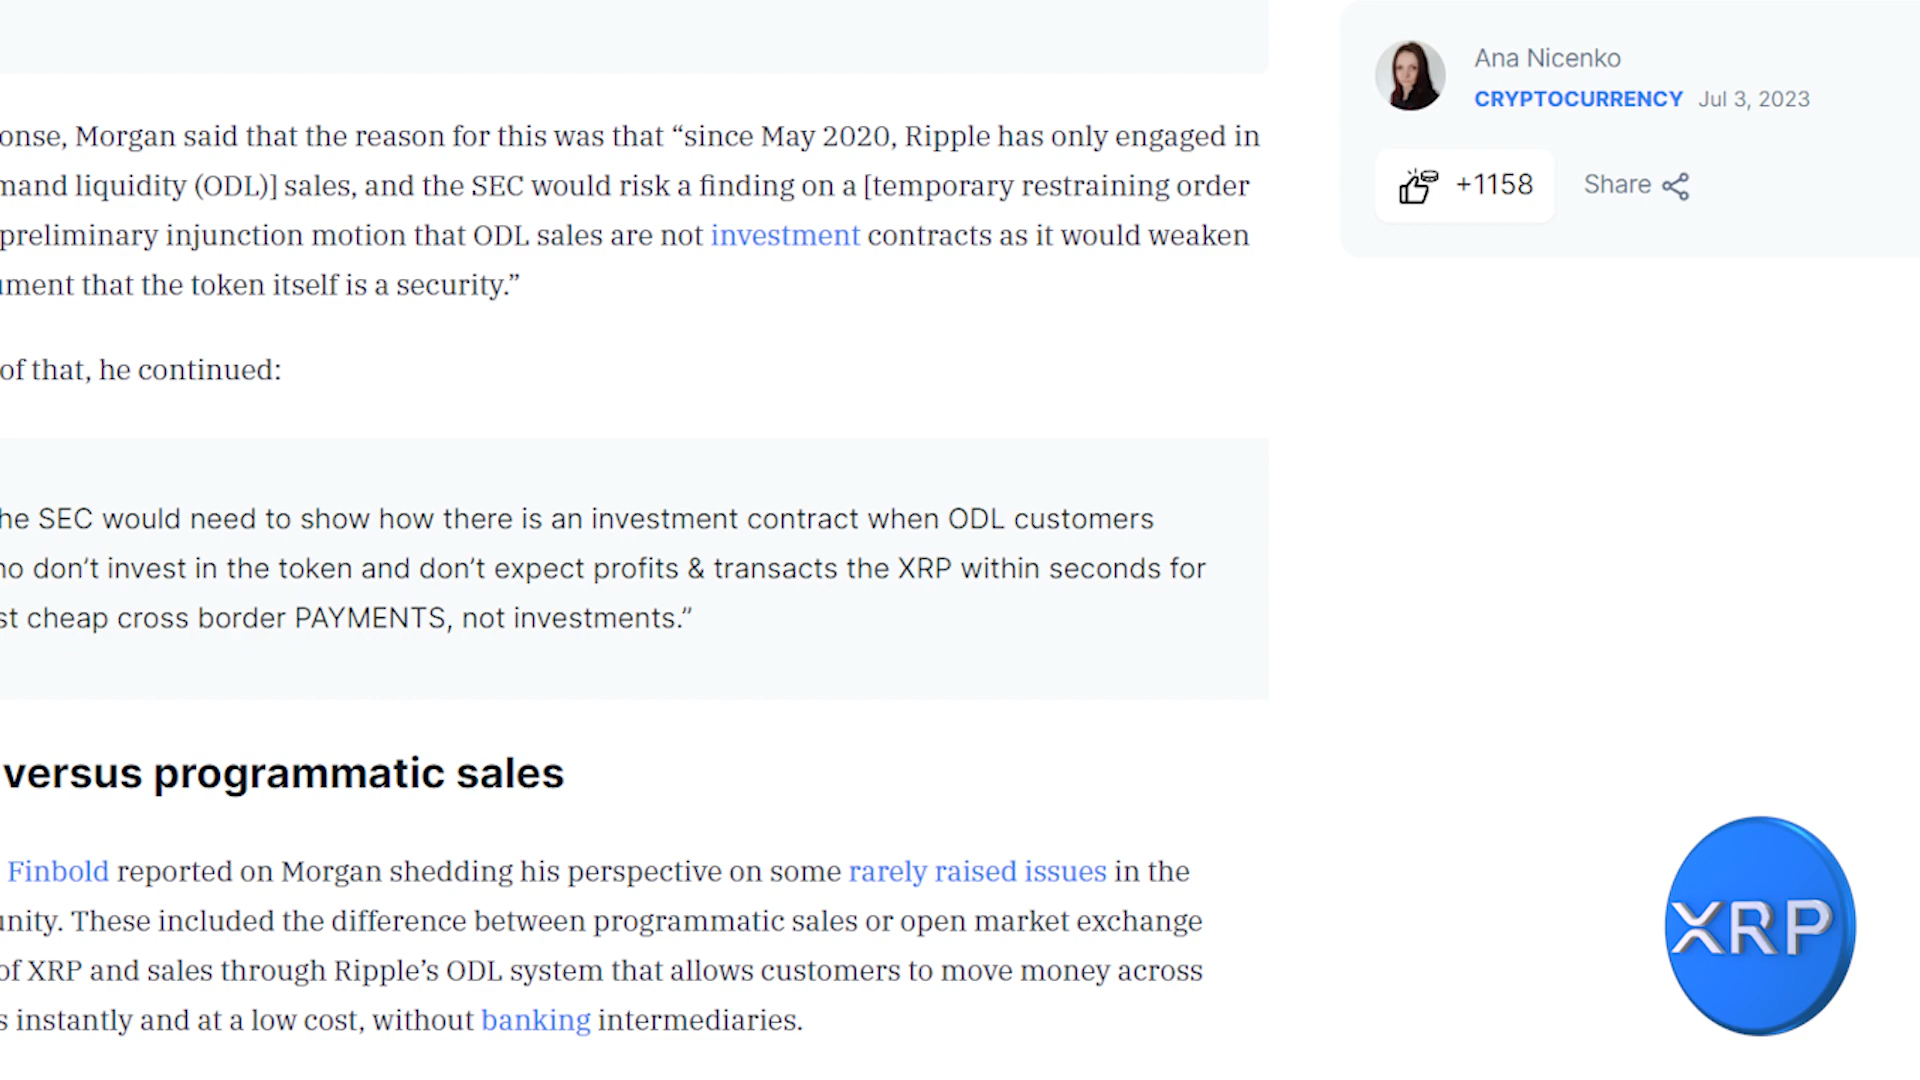 onse, Morgan said that the reason for this was that “since May 2020, Ripple has only engaged in
mand liquidity (ODL)] sales, and the SEC would risk a finding on a [temporary restraining order
preliminary injunction motion that ODL sales are not investment contracts as it would weaken
ument that the token itself is a security.”
of that, he continued:
he SEC would need to show how there is an investment contract when ODL customers
ho don’t invest in the token and don’t expect profits & transacts the XRP within seconds for
st cheap cross border PAYMENTS, not investments.”
versus programmatic sales
Finbold reported on Morgan shedding his perspective on some rarely raised issues in the
unity. These included the difference between programmatic sales or open market exchange
of XRP and sales through Ripple’s ODL system that allows customers to move money across
s instantly and at a low cost, without banking intermediaries.
Ana Nicenko
CRYPTOCURRENCY Jul 3, 2023
+1158 Share
XRP